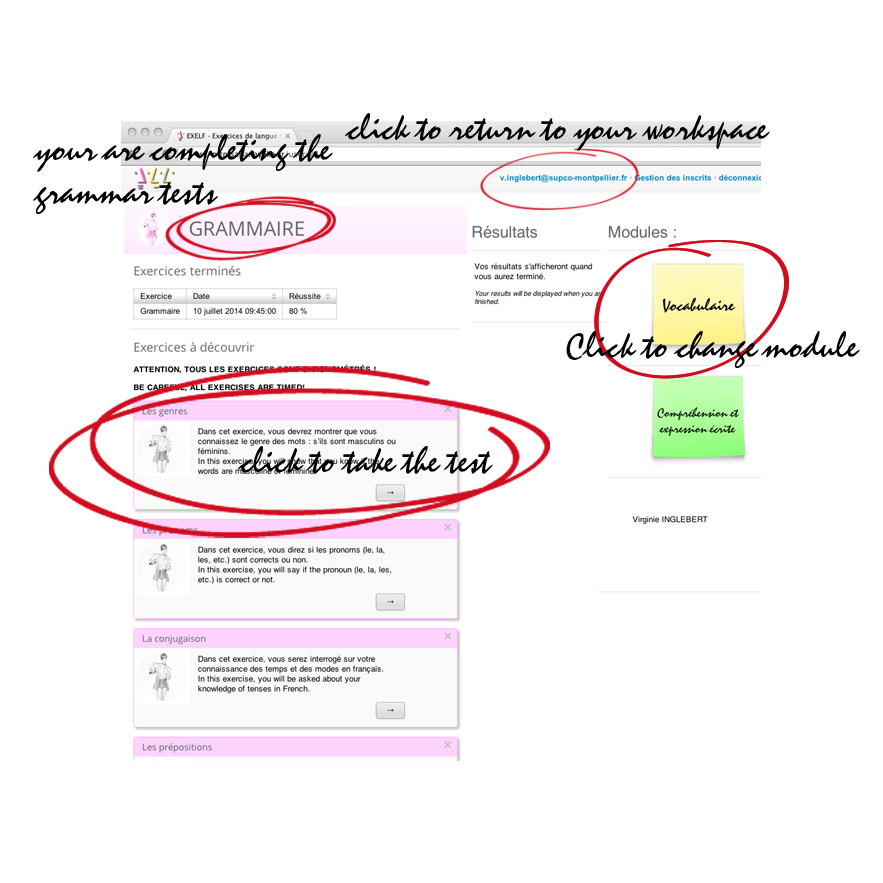 EXELF - Exercices de langue
click to return to your workspace
your are completing the
grammar tests
v.inglebert@supco-montpellier.fr · Gestion des inscrits · déconnexio
GRAMMAIRE
Exercices terminés
Exercice Date Réussite
Grammaire 10 juillet 2014 09:45:00 80 %
Exercices à découvrir
ATTENTION, TOUS LES EXERCICES SONT CHRONOMÉTRÉS !
BE CAREFUL, ALL EXERCISES ARE TIMED!
Les genres
Dans cet exercice, vous devrez montrer que vous
connaissez le genre des mots : s'ils sont masculins ou
féminins.
In this exercise, you will show that you know if the
words are masculine or feminine.
click to take the test
→
Les pronoms
Dans cet exercice, vous direz si les pronoms (le, la,
les, etc.) sont corrects ou non.
In this exercise, you will say if the pronoun (le, la, les,
etc.) is correct or not.
→
La conjugaison
Dans cet exercice, vous serez interrogé sur votre
connaissance des temps et des modes en français.
In this exercise, you will be asked about your
knowledge of tenses in French.
→
Les prépositions
Résultats
Vos résultats s'afficheront quand
vous aurez terminé.
Your results will be displayed when you as
finished.
Modules :
Vocabulaire
Click to change module
Compréhension et
expression écrite
Virginie INGLEBERT